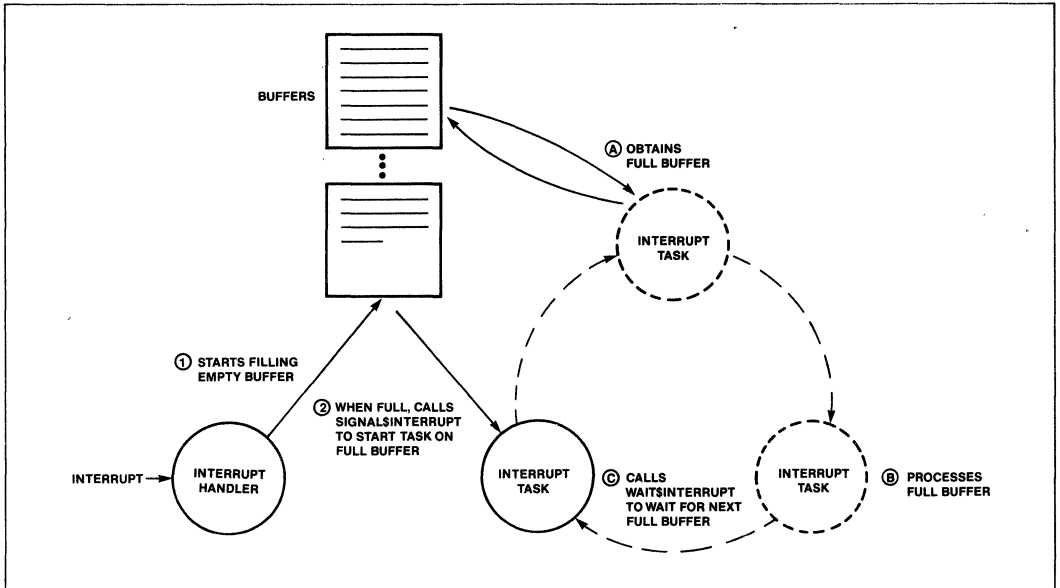 BUFFERS
Ⓐ OBTAINS
FULL BUFFER
INTERRUPT
TASK
① STARTS FILLING
EMPTY BUFFER
② WHEN FULL, CALLS
SIGNAL$INTERRUPT
TO START TASK ON
FULL BUFFER
INTERRUPT
INTERRUPT
HANDLER
INTERRUPT
TASK
Ⓒ CALLS
WAIT$INTERRUPT
TO WAIT FOR NEXT
FULL BUFFER
INTERRUPT
TASK
Ⓑ PROCESSES
FULL BUFFER